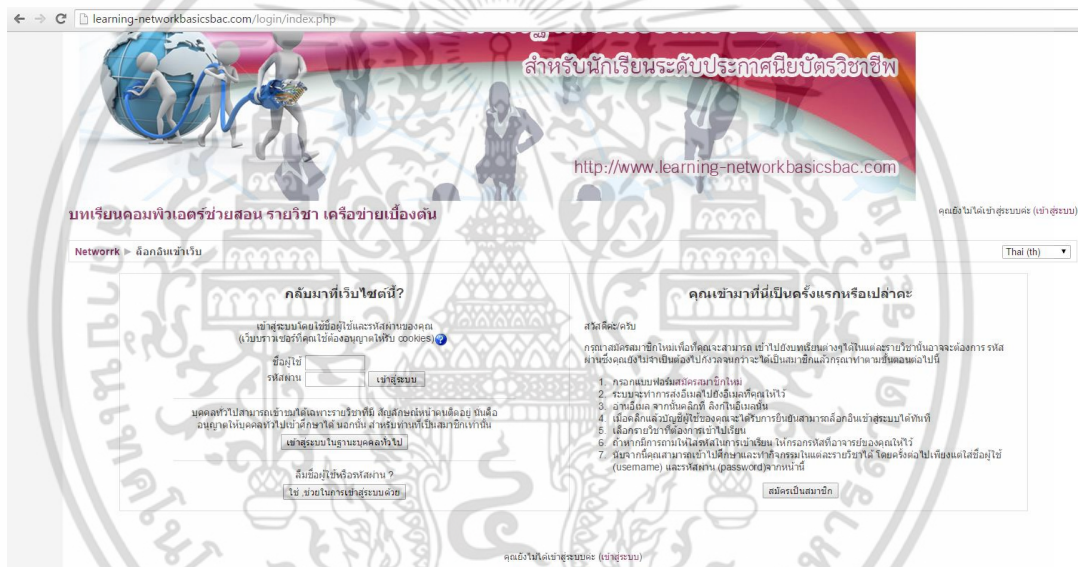 learning-networkbasicsbac.com/login/index.php
สำหรับนักเรียนระดับประกาศนียบัตรวิชาชีพ
http://www.learning-networkbasicsbac.com
บทเรียนคอมพิวเตอร์ช่วยสอน รายวิชา เครือข่ายเบื้องต้น
คุณยังไม่ได้เข้าสู่ระบบค่ะ (เข้าสู่ระบบ)
Networrk ► ล็อกอินเข้าเว็บ
Thai (th)
กลับมาที่เว็บไซต์นี้?
เข้าสู่ระบบโดยใช้ชื่อผู้ใช้และรหัสผ่านของคุณ
(เว็บบราวเซอร์ที่คุณใช้ต้องอนุญาตให้รับ cookies)
ชื่อผู้ใช้
รหัสผ่าน
เข้าสู่ระบบ
บุคคลทั่วไปสามารถเข้าชมได้เฉพาะรายวิชาที่มี สัญลักษณ์หน้าคนติดอยู่ นั่นคือ
อนุญาตให้บุคคลทั่วไปเข้าศึกษาได้ นอกนั้น สำหรับท่านที่เป็นสมาชิกเท่านั้น
เข้าสู่ระบบในฐานะบุคคลทั่วไป
ลืมชื่อผู้ใช้หรือรหัสผ่าน ?
ใช่ ,ช่วยในการเข้าสู่ระบบด้วย
คุณเข้ามาที่นี่เป็นครั้งแรกหรือเปล่าคะ
สวัสดีค่ะ/ครับ
กรุณาสมัครสมาชิกใหม่เพื่อที่คุณจะสามารถ เข้าไปยังบทเรียนต่างๆได้ในแต่ละรายวิชานั้นอาจจะต้องการ รหัส
ผ่านซึ่งคุณยังไม่จำเป็นต้องไปกังวลจนกว่าจะได้เป็นสมาชิกแล้วกรุณาทำตามขั้นตอนต่อไปนี้
1. กรอกแบบฟอร์มสมัครสมาชิกใหม่
2. ระบบจะทำการส่งอีเมลไปยังอีเมลที่คุณให้ไว้
3. อ่านอีเมล จากนั้นคลิกที่ ลิงก์ในอีเมลนั้น
4. เมื่อคลิกแล้วบัญชีผู้ใช้ของคุณจะได้รับการยืนยันสามารถล็อกอินเข้าสู่ระบบได้ทันที
5. เลือกรายวิชาที่ต้องการเข้าไปเรียน
6. ถ้าหากมีการถามให้ใส่รหัสในการเข้าเรียน ให้กรอกรหัสที่อาจารย์ของคุณให้ไว้
7. นับจากนี้คุณสามารถเข้าไปศึกษาและทำกิจกรรมในแต่ละรายวิชาได้ โดยครั้งต่อไปเพียงแต่ใส่ชื่อผู้ใช้
(username) และรหัสผ่าน (password)จากหน้านี้
สมัครเป็นสมาชิก
คุณยังไม่ได้เข้าสู่ระบบค่ะ (เข้าสู่ระบบ)